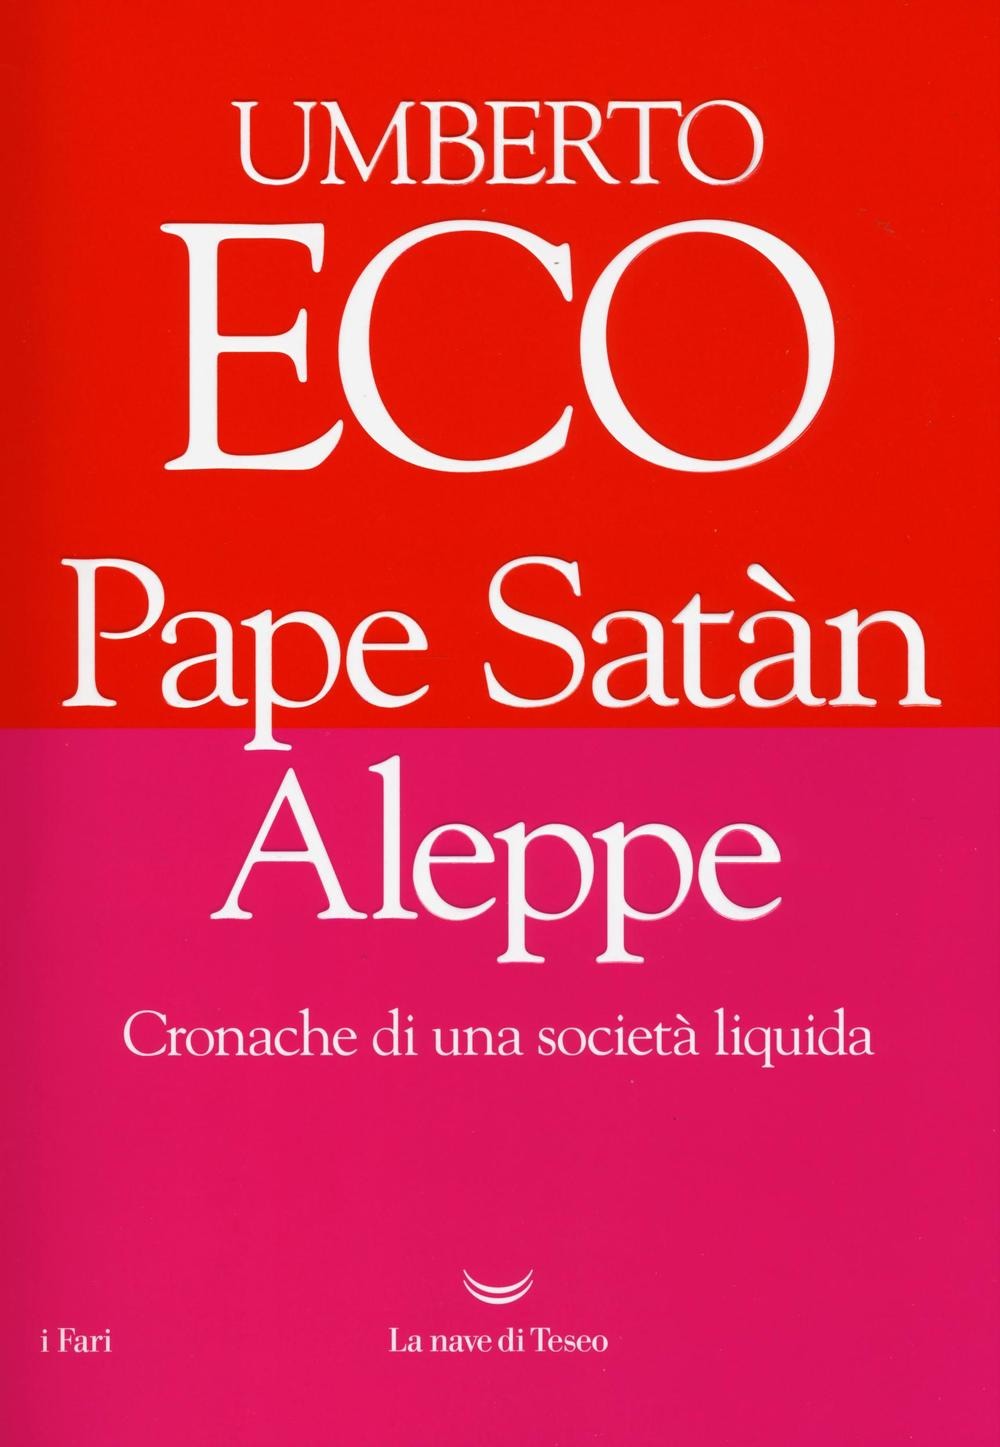 UMBERTO
ECO
Pape Satàn
Aleppe
Cronache di una società liquida
i Fari
La nave di Teseo